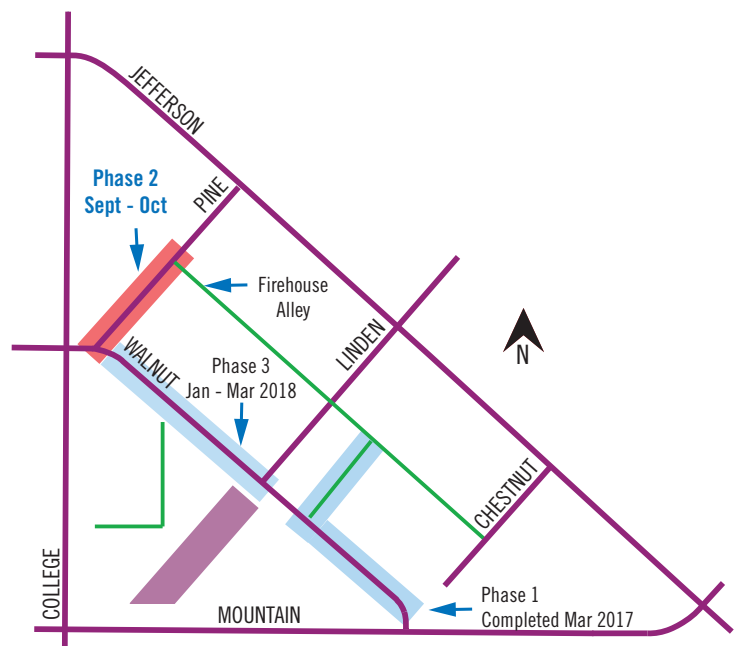 JEFFERSON
Phase 2
Sept - Oct
PINE
Firehouse
Alley
LINDEN
N
WALNUT
Phase 3
Jan - Mar 2018
CHESTNUT
COLLEGE
Phase 1
Completed Mar 2017
MOUNTAIN